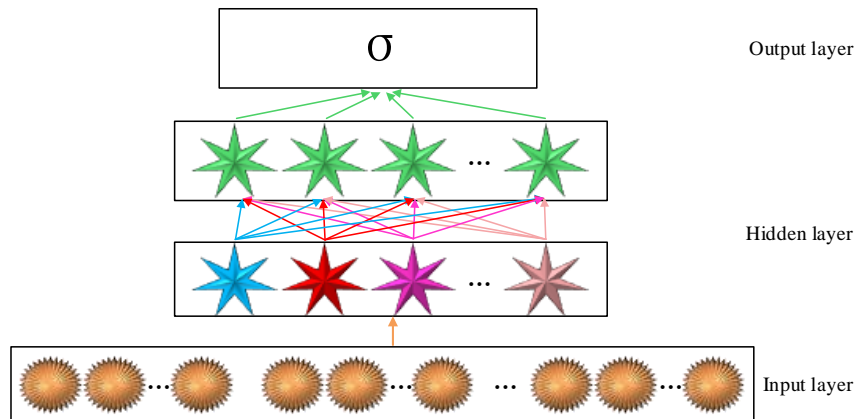 σ
Output layer
...
Hidden layer
...
... ... ... ...
Input layer